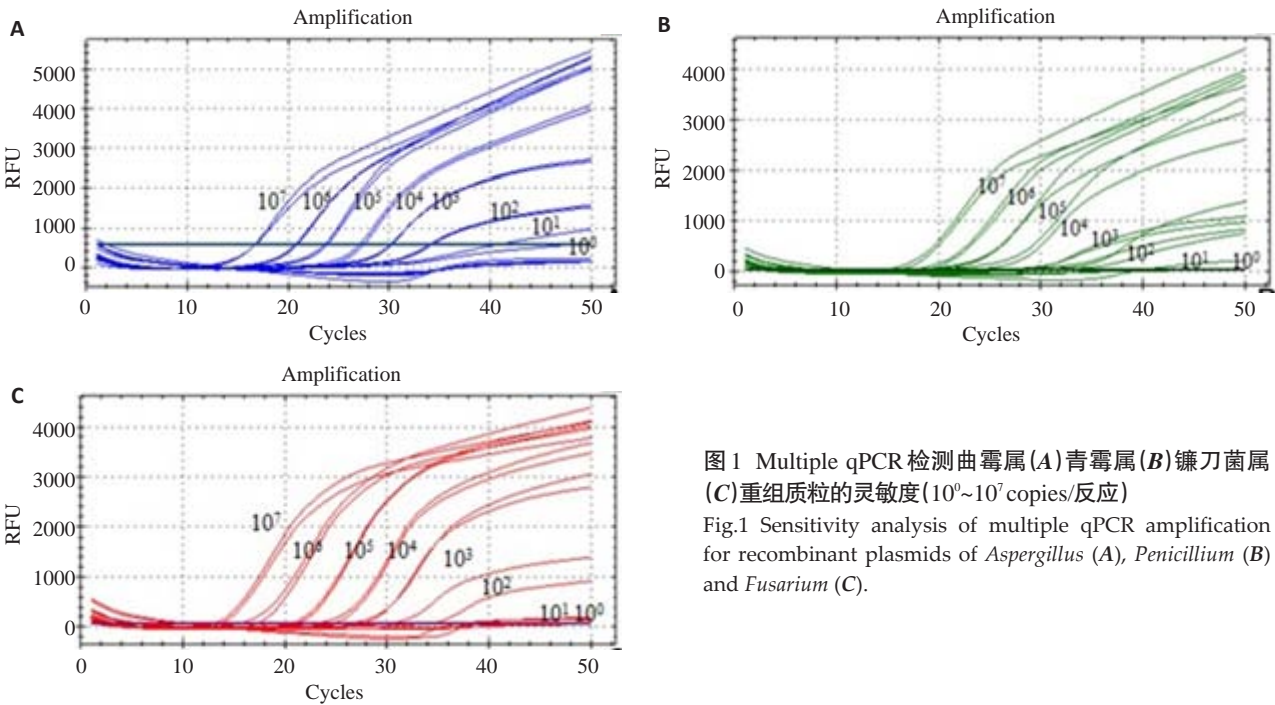 A
Amplification
RFU
5000
4000
3000
2000
1000
0
10⁷ 10⁶ 10⁵ 10⁴ 10³ 10² 10¹ 10⁰
0 10 20 30 40 50
Cycles
B
Amplification
RFU
4000
3000
2000
1000
0
10⁷ 10⁶ 10⁵ 10⁴ 10³ 10² 10¹ 10⁰
0 10 20 30 40 50
Cycles
C
Amplification
RFU
4000
3000
2000
1000
0
10⁷ 10⁶ 10⁵ 10⁴ 10³ 10² 10¹ 10⁰
0 10 20 30 40 50
Cycles
图1 Multiple qPCR检测曲霉属(A)青霉属(B)镰刀菌属
(C)重组质粒的灵敏度(10⁰~10⁷ copies/反应)
Fig.1 Sensitivity analysis of multiple qPCR amplification
for recombinant plasmids of Aspergillus (A), Penicillium (B)
and Fusarium (C).